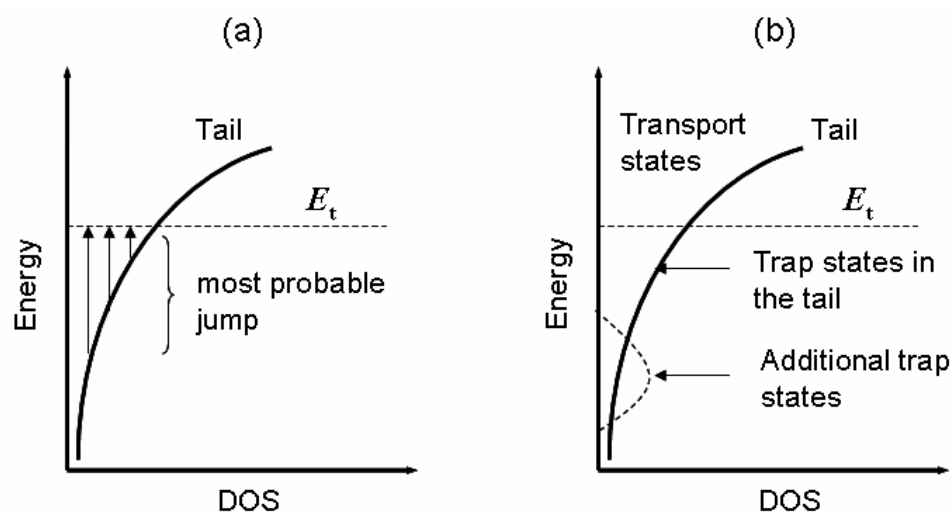 (a)
Tail
Et
most probable
jump
Energy
DOS
(b)
Transport
states
Tail
Et
Trap states in
the tail
Additional trap
states
Energy
DOS